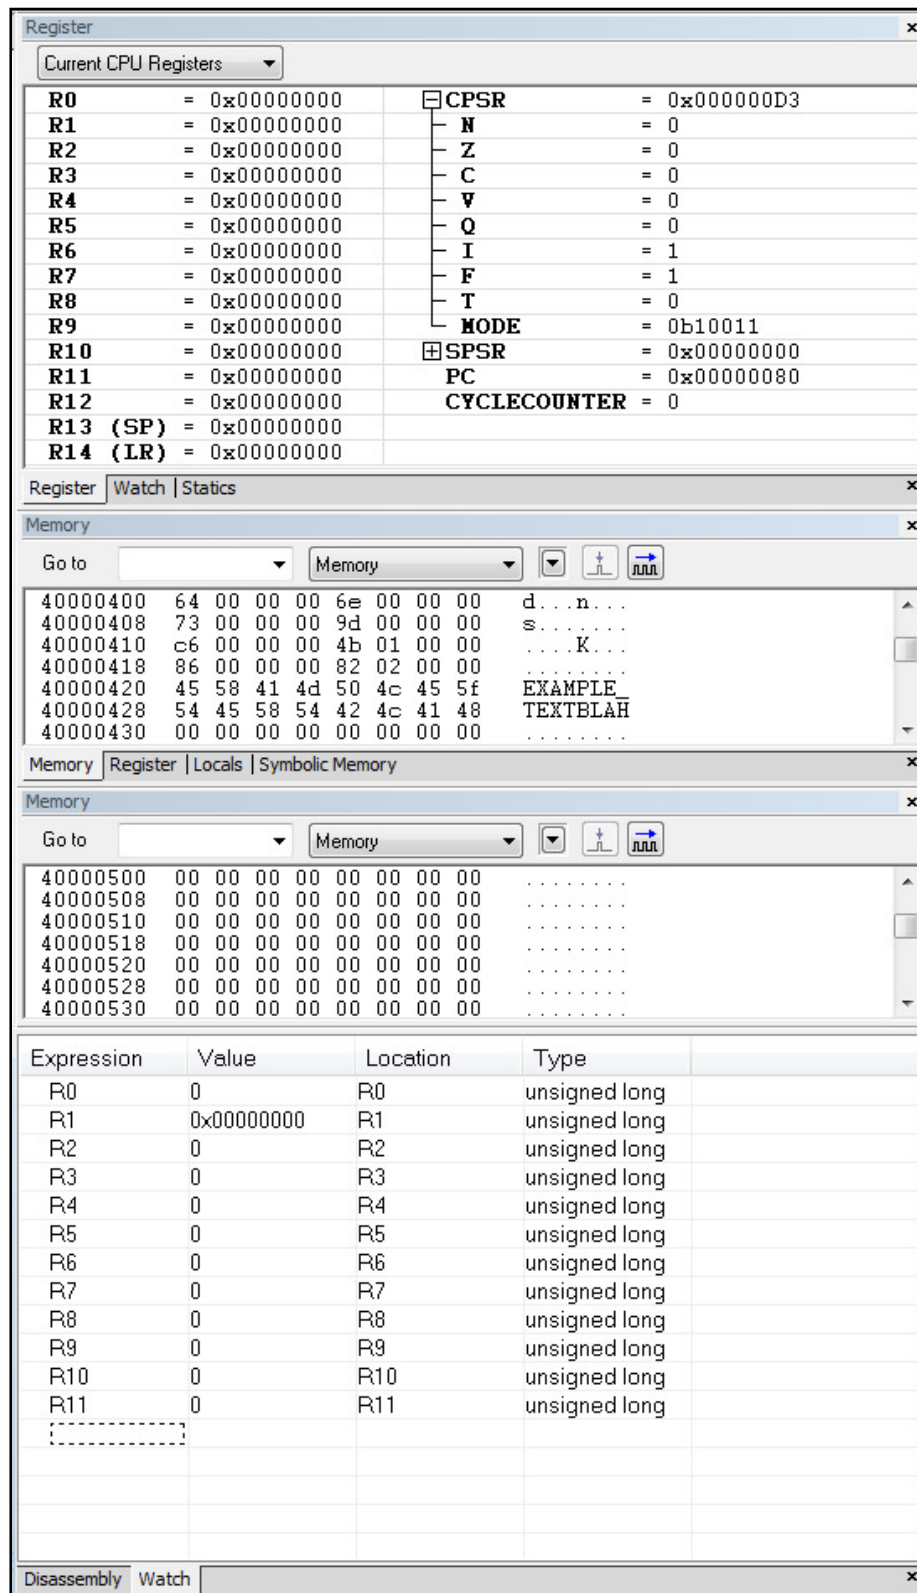 Register x
Current CPU Registers
R0 = 0x00000000 CPSR = 0x000000D3
R1 = 0x00000000 N = 0
R2 = 0x00000000 Z = 0
R3 = 0x00000000 C = 0
R4 = 0x00000000 V = 0
R5 = 0x00000000 Q = 0
R6 = 0x00000000 I = 1
R7 = 0x00000000 F = 1
R8 = 0x00000000 T = 0
R9 = 0x00000000 MODE = 0b10011
R10 = 0x00000000 SPSR = 0x00000000
R11 = 0x00000000 PC = 0x00000080
R12 = 0x00000000 CYCLECOUNTER = 0
R13 (SP) = 0x00000000
R14 (LR) = 0x00000000
Register Watch | Statics x
Memory x
Go to Memory
40000400 64 00 00 00 6e 00 00 00 d...n...
40000408 73 00 00 00 9d 00 00 00 s.......
40000410 c6 00 00 00 4b 01 00 00 ....K...
40000418 86 00 00 00 82 02 00 00 ........
40000420 45 58 41 4d 50 4c 45 5f EXAMPLE_
40000428 54 45 58 54 42 4c 41 48 TEXTBLAH
40000430 00 00 00 00 00 00 00 00 ........
Memory Register | Locals | Symbolic Memory x
Memory x
Go to Memory
40000500 00 00 00 00 00 00 00 00 ........
40000508 00 00 00 00 00 00 00 00 ........
40000510 00 00 00 00 00 00 00 00 ........
40000518 00 00 00 00 00 00 00 00 ........
40000520 00 00 00 00 00 00 00 00 ........
40000528 00 00 00 00 00 00 00 00 ........
40000530 00 00 00 00 00 00 00 00 ........
Expression Value Location Type
R0 0 R0 unsigned long
R1 0x00000000 R1 unsigned long
R2 0 R2 unsigned long
R3 0 R3 unsigned long
R4 0 R4 unsigned long
R5 0 R5 unsigned long
R6 0 R6 unsigned long
R7 0 R7 unsigned long
R8 0 R8 unsigned long
R9 0 R9 unsigned long
R10 0 R10 unsigned long
R11 0 R11 unsigned long
Disassembly Watch x